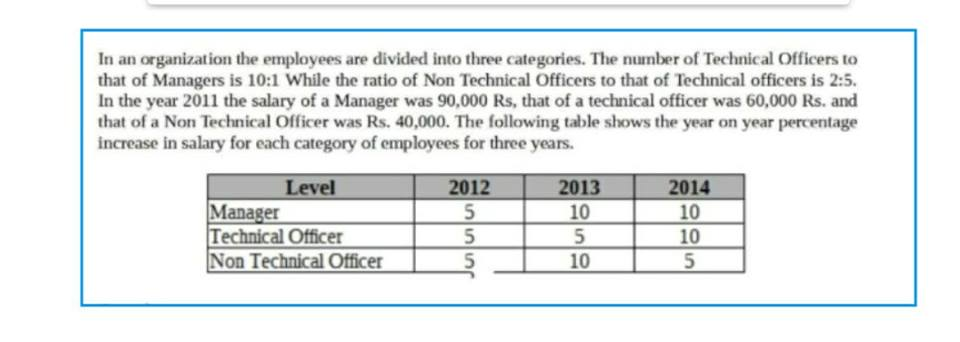 In an organization the employees are divided into three categories. The number of Technical Officers to
that of Managers is 10:1 While the ratio of Non Technical Officers to that of Technical officers is 2:5.
In the year 2011 the salary of a Manager was 90,000 Rs, that of a technical officer was 60,000 Rs. and
that of a Non Technical Officer was Rs. 40,000. The following table shows the year on year percentage
increase in salary for each category of employees for three years.
Level 2012 2013 2014
Manager 5 10 10
Technical Officer 5 5 10
Non Technical Officer 5 10 5